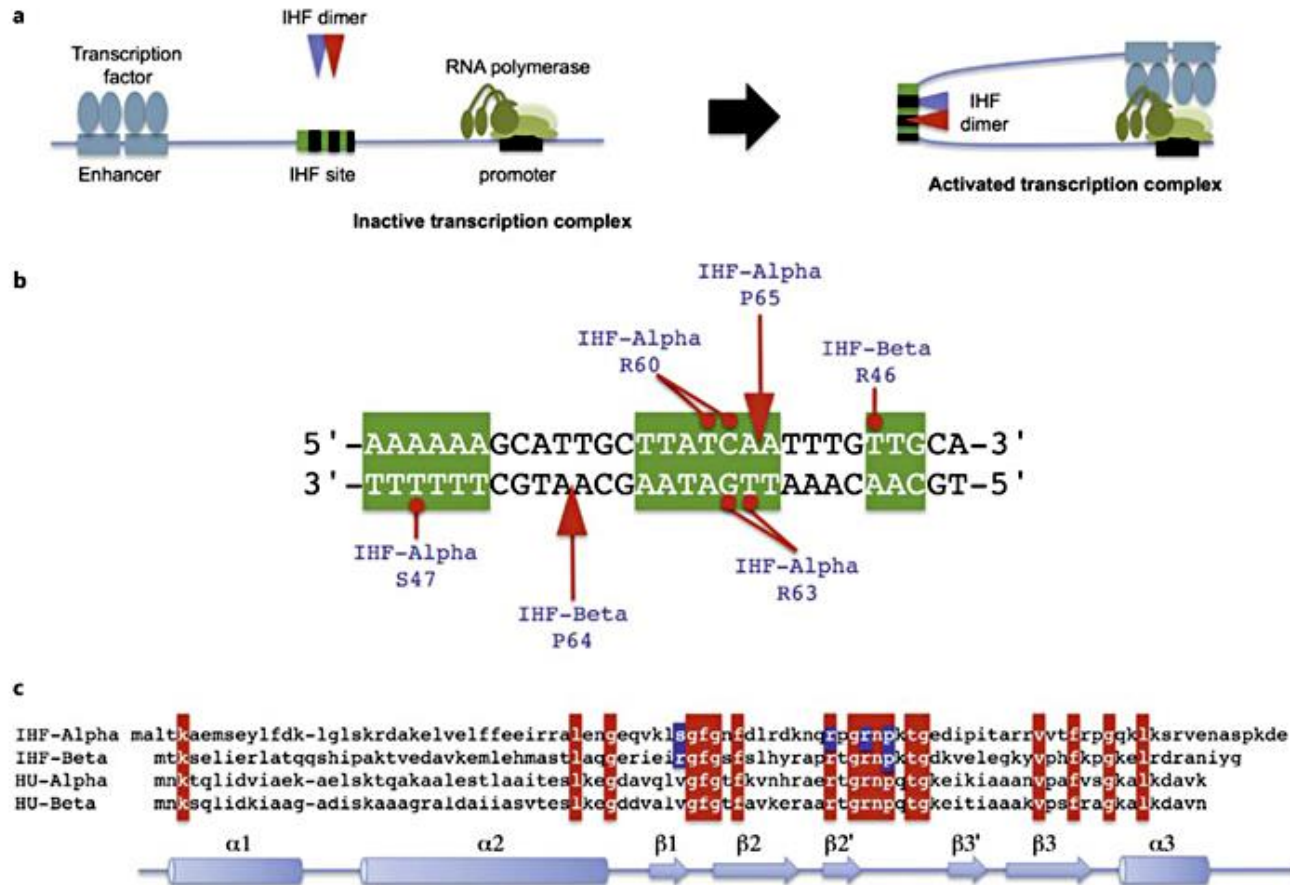 a
IHF dimer
Transcription
factor
RNA polymerase
Enhancer
IHF site
promoter
Inactive transcription complex
IHF
dimer
Activated transcription complex
b
IHF-Alpha
P65
IHF-Alpha
R60
IHF-Beta
R46
5'-AAAAAAGCATTGCTTATCAATTTGTTGCA-3'
3'-TTTTTTCGTAACGAATAGTTAAACAACGT-5'
IHF-Alpha
S47
IHF-Beta
P64
IHF-Alpha
R63
c
IHF-Alpha maltkaemseylfdk-lglskrdakelvelffeeirralengeqvklsgfgnfdlrdknqrpgrnpktgedipitarrvvtfrpgqklksrvenaspkde
IHF-Beta mtkselierlatqqshipaktvedavkemlehmastlaqgerieirgfgsfslhyraprtgrnpktgdkvelegkyvphfkpgkelrdraniyg
HU-Alpha mnktqlidviaek-aelsktqakaalestlaaiteslkegdavqlvgfgtfkvnhraertgrnpqtgkeikiaaanvpafvsgkalkdavk
HU-Beta mnksqlidkiaag-adiskaaagraldaiiasvteslkegddvalvgfgtfavkeraartgrnpqtgkeitiaaakvpsfragkalkdavn
α1 α2 β1 β2 β2' β3' β3 α3